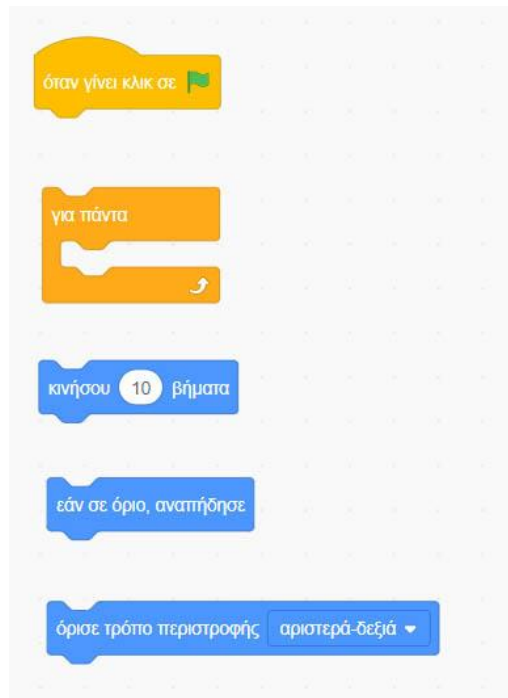 όταν γίνει κλικ σε
για πάντα
κινήσου 10 βήματα
εάν σε όριο, αναπήδησε
όρισε τρόπο περιστροφής αριστερά-δεξιά